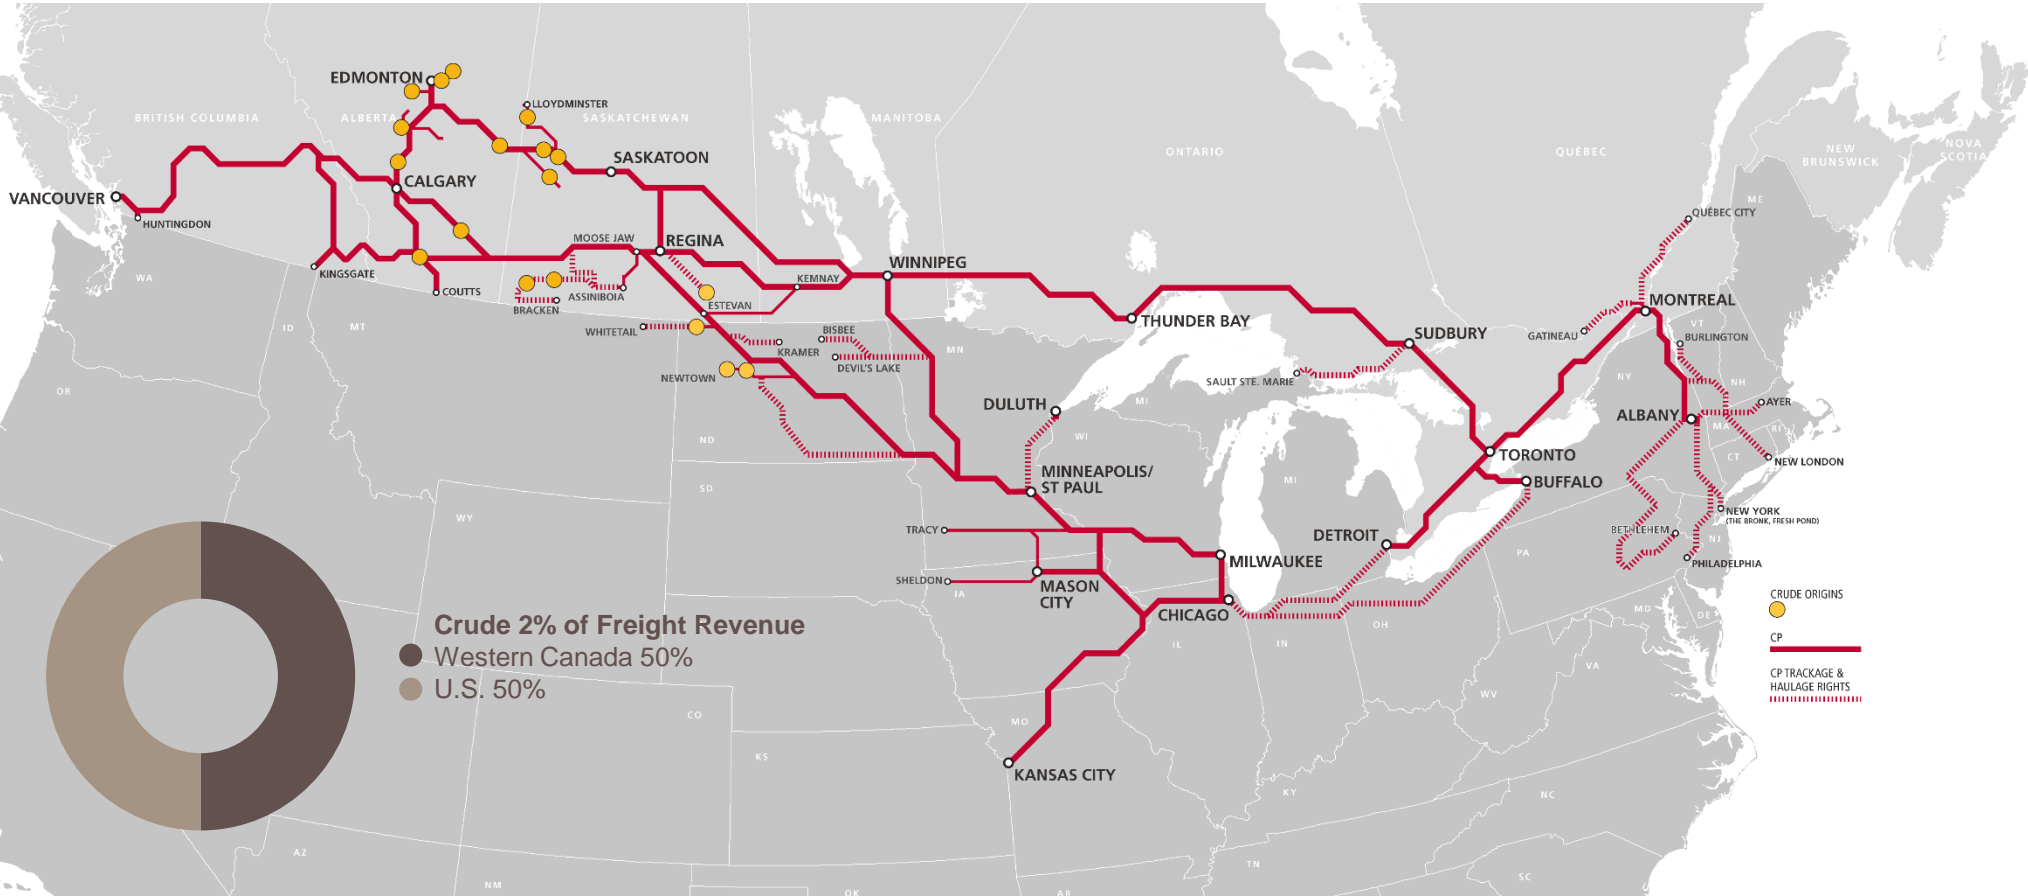 EDMONTON
LLOYDMINSTER
BRITISH COLUMBIA
ALBERTA
SASKATCHEWAN
MANITOBA
ONTARIO
QUÉBEC
NEW
BRUNSWICK
NOVA
SCOTIA
SASKATOON
CALGARY
VANCOUVER
HUNTINGDON
ME
QUÉBEC CITY
MOOSE JAW
REGINA
WINNIPEG
KINGSGATE
WA
COUTTS
KEMNAY
ASSINIBOIA
BRACKEN
ESTEVAN
MONTREAL
THUNDER BAY
ID
MT
WHITETAIL
BISBEE
SUDBURY
GATINEAU
VT
BURLINGTON
KRAMER
MN
DEVIL'S LAKE
NEWTOWN
SAULT STE. MARIE
NY
NH
OR
DULUTH
MI
AYER
ALBANY
MA
RI
ND
WI
TORONTO
CT
NEW LONDON
MINNEAPOLIS/
ST PAUL
MI
BUFFALO
SD
WY
NEW YORK
(THE BRONK, FRESH POND)
TRACY
DETROIT
BETHLEHEM
NJ
PA
MILWAUKEE
PHILADELPHIA
SHELDON
MASON
CITY
IA
CHICAGO
CRUDE ORIGINS
MD
DE
Crude 2% of Freight Revenue
OH
CP
IL
IN
Western Canada 50%
VA
CP TRACKAGE &
HAULAGE RIGHTS
U.S. 50%
WV
CO
MO
KS
KANSAS CITY
KY
NC
AZ
TN
NM
OK
AR
SC